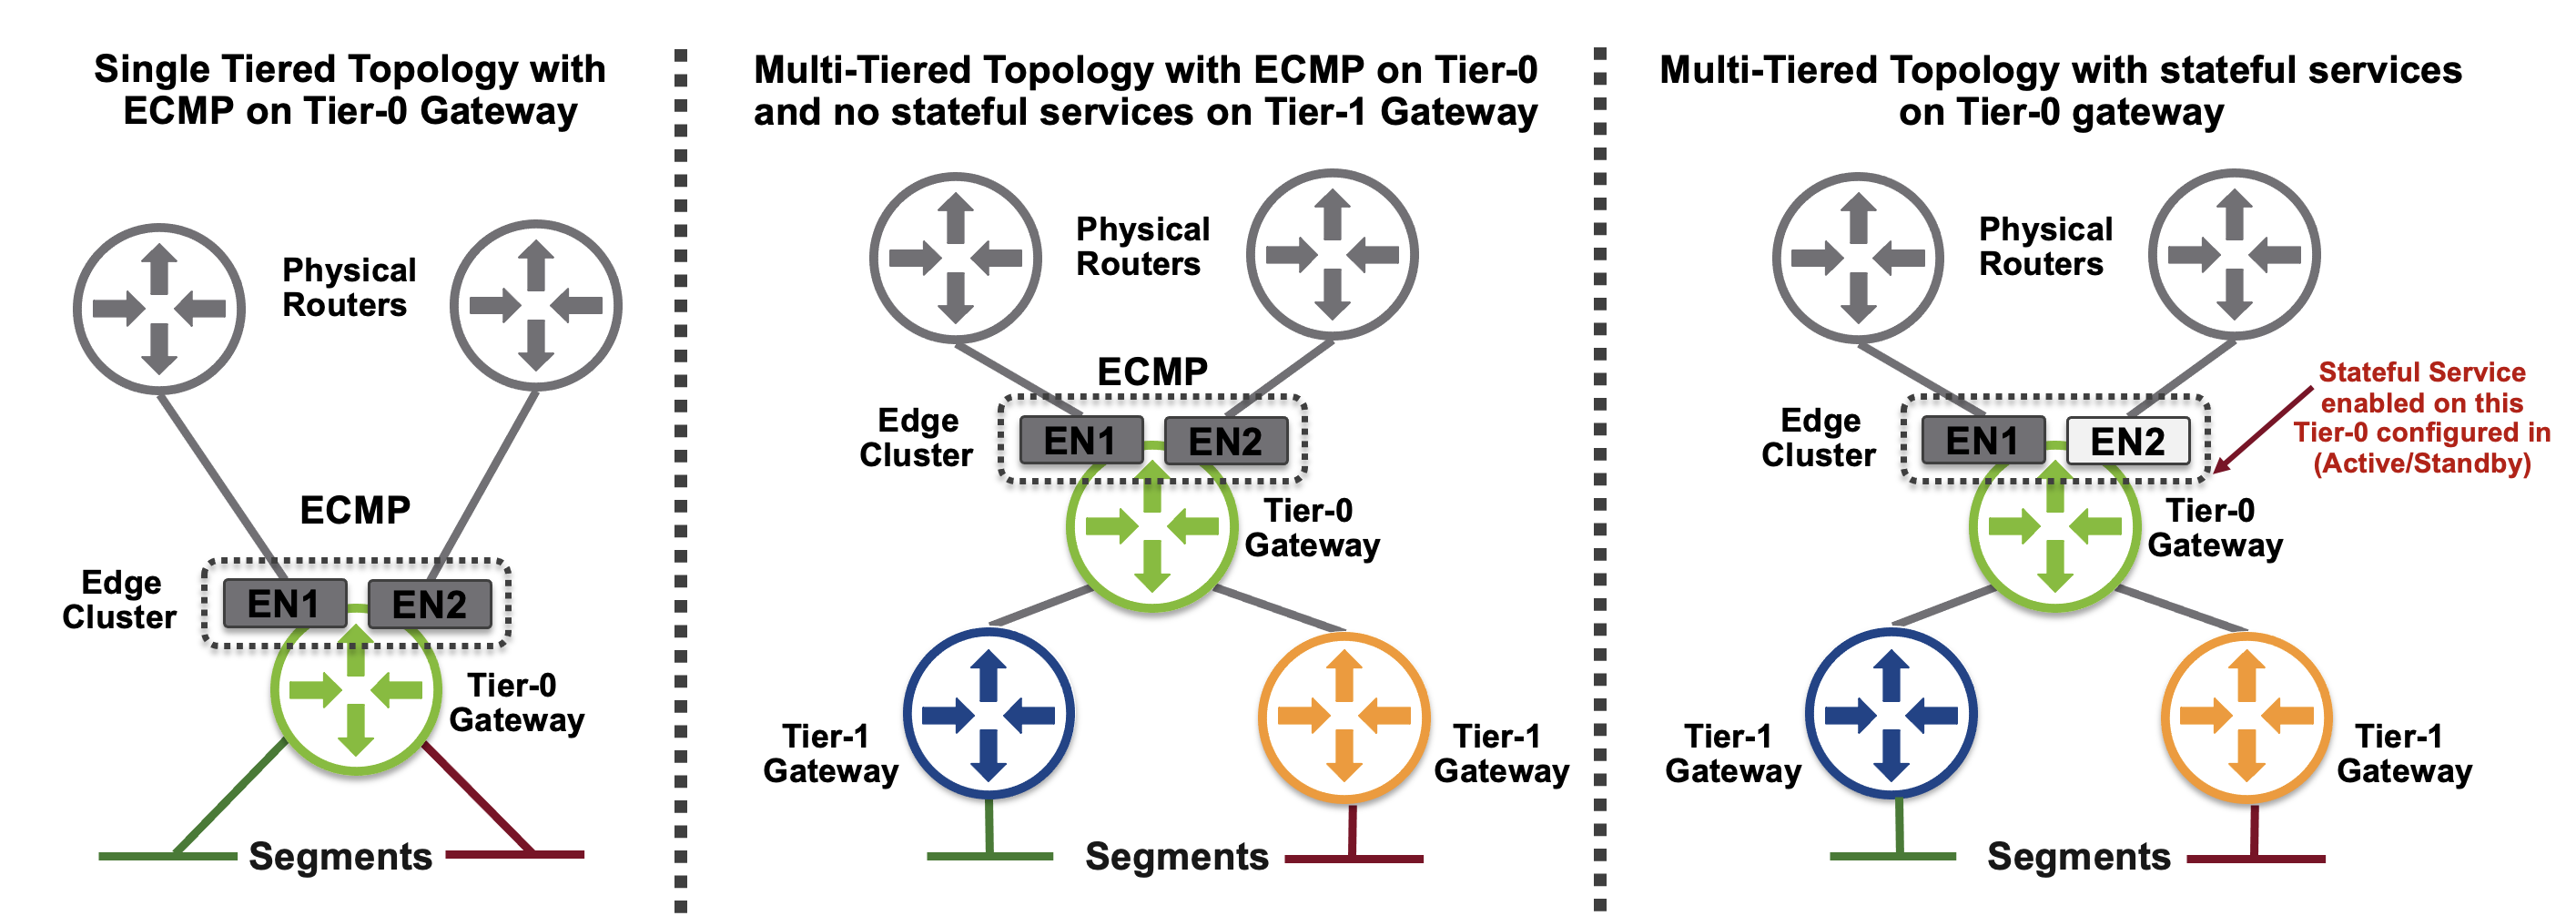 Single Tiered Topology with
ECMP on Tier-0 Gateway
Physical
Routers
ECMP
Edge
Cluster
EN1
EN2
Tier-0
Gateway
Segments
Multi-Tiered Topology with ECMP on Tier-0
and no stateful services on Tier-1 Gateway
Physical
Routers
ECMP
Edge
Cluster
EN1
EN2
Tier-0
Gateway
Tier-1
Gateway
Tier-1
Gateway
Segments
Multi-Tiered Topology with stateful services
on Tier-0 gateway
Physical
Routers
Stateful Service
enabled on this
Tier-0 configured in
(Active/Standby)
Edge
Cluster
EN1
EN2
Tier-0
Gateway
Tier-1
Gateway
Tier-1
Gateway
Segments